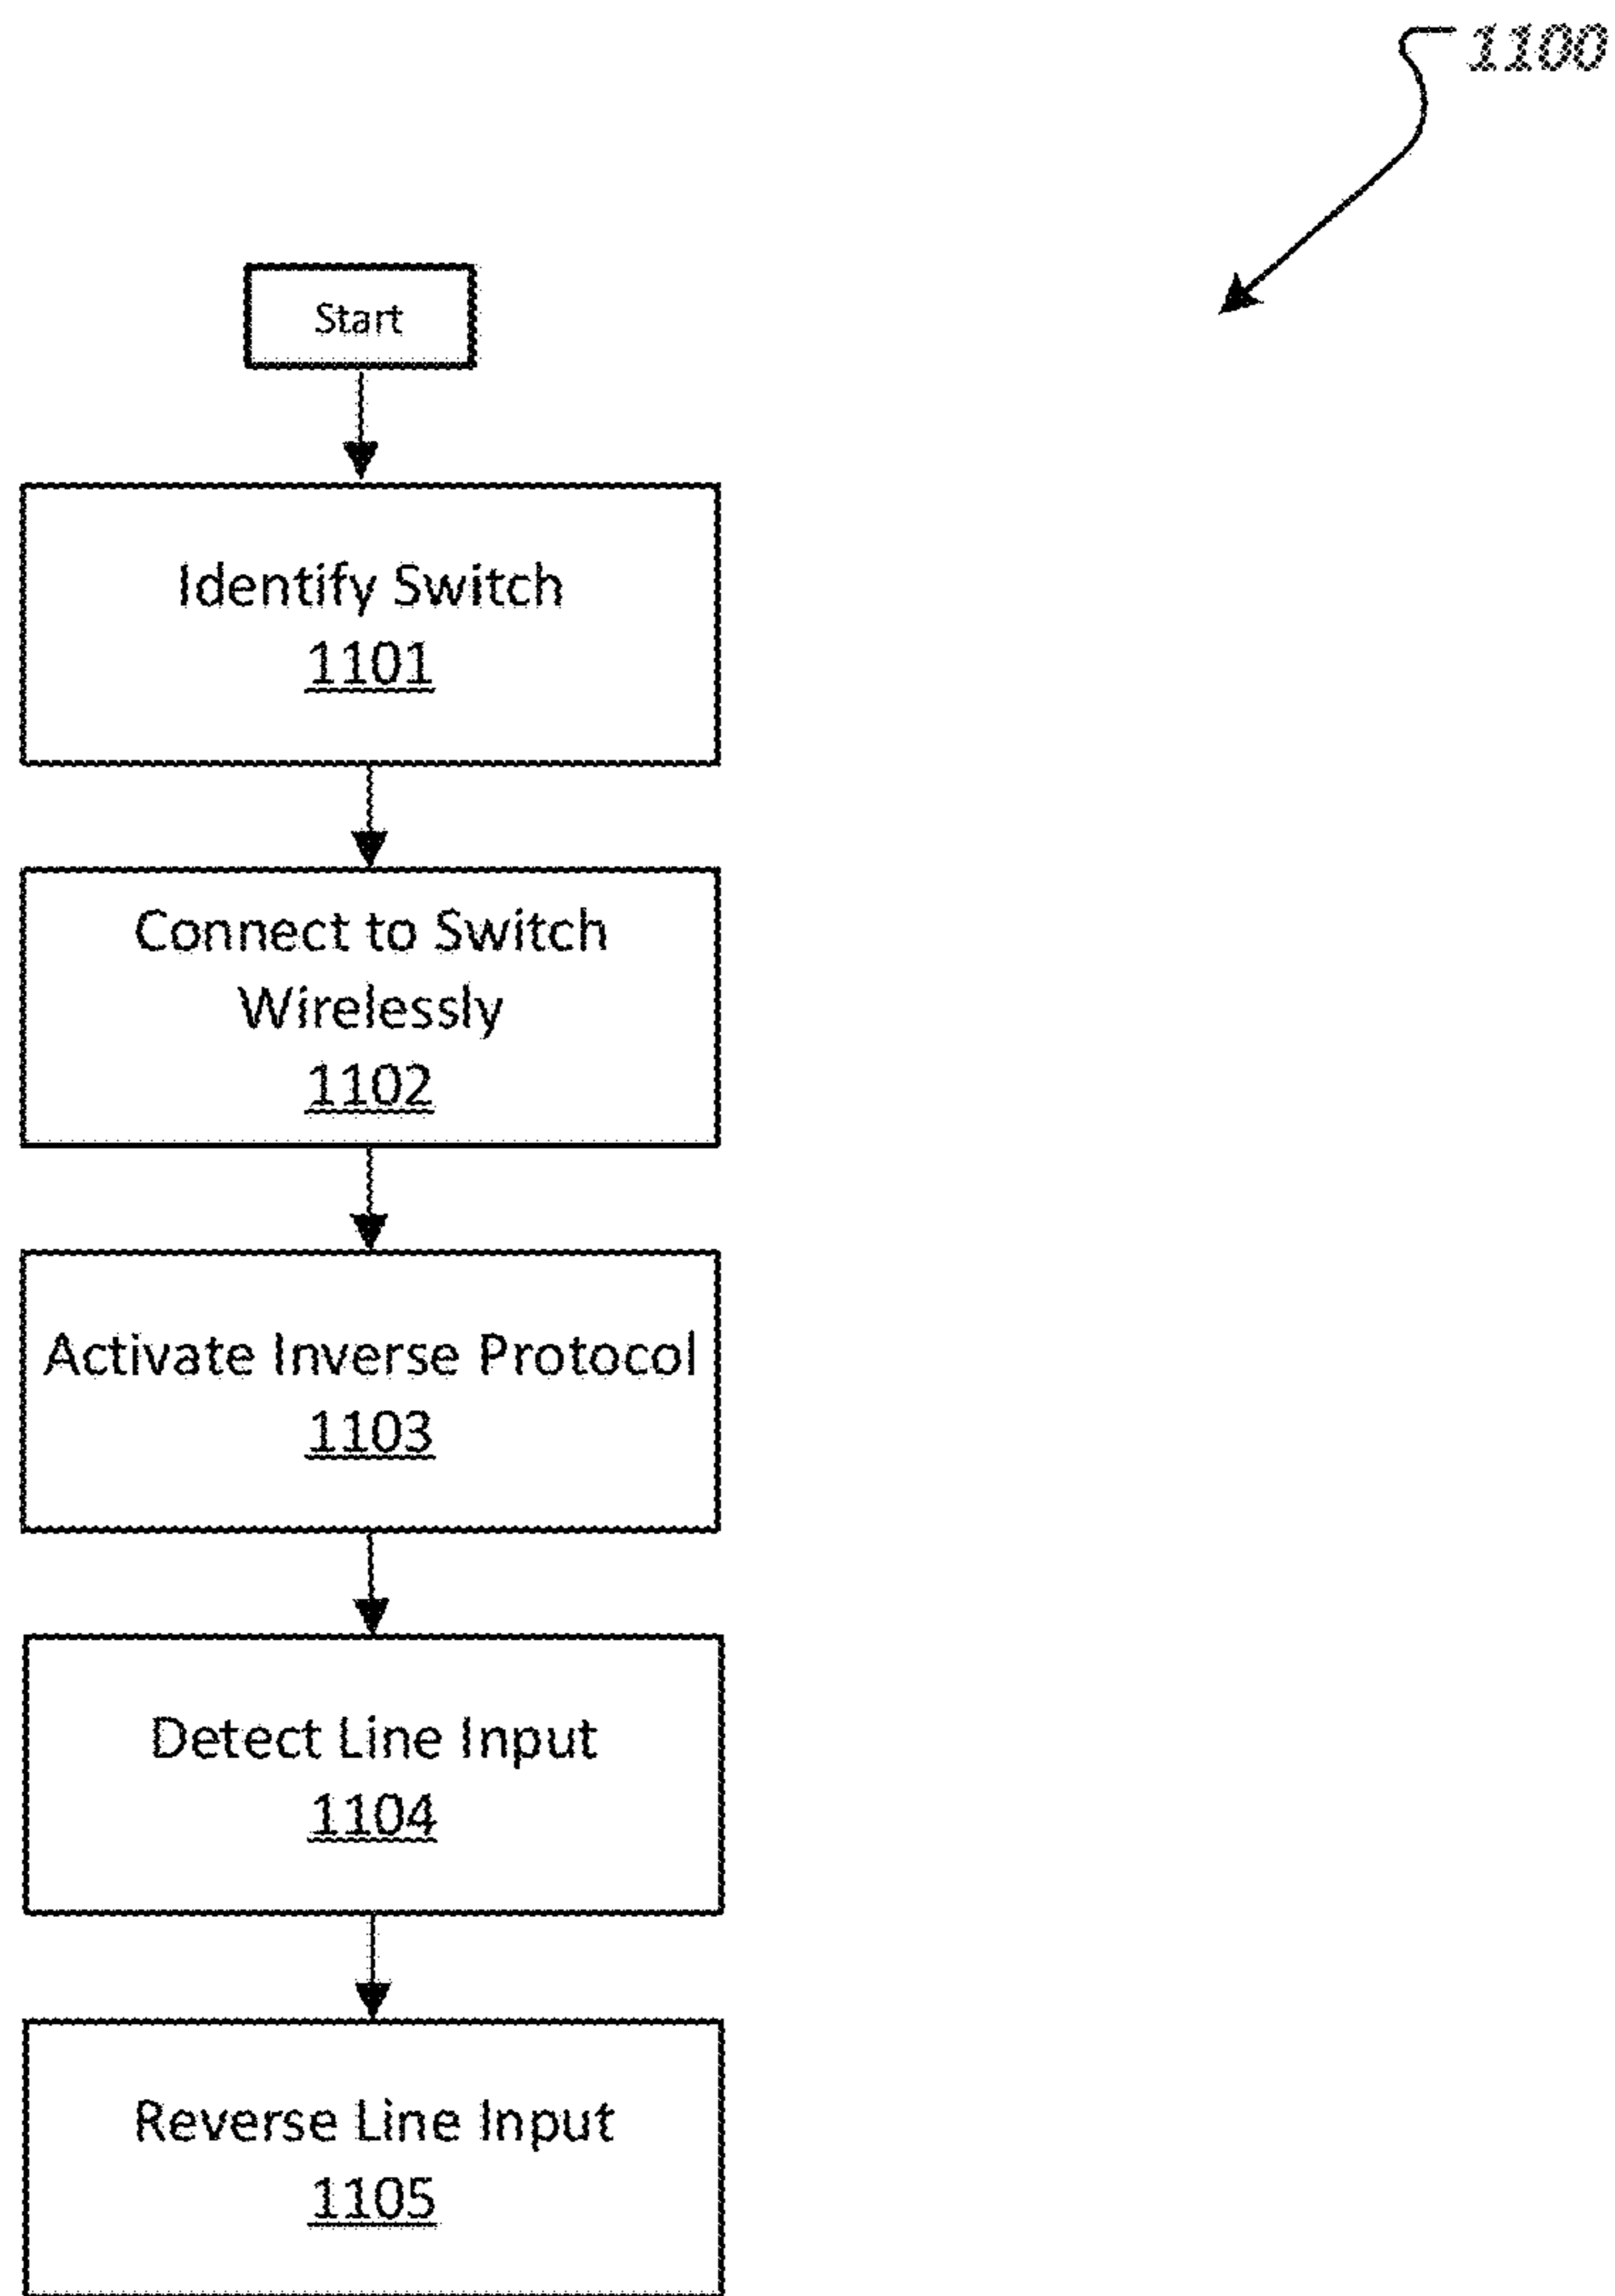 1100
Start
Identify Switch
1101
Connect to Switch
Wirelessly
1102
Activate Inverse Protocol
1103
Detect Line Input
1104
Reverse Line Input
1105